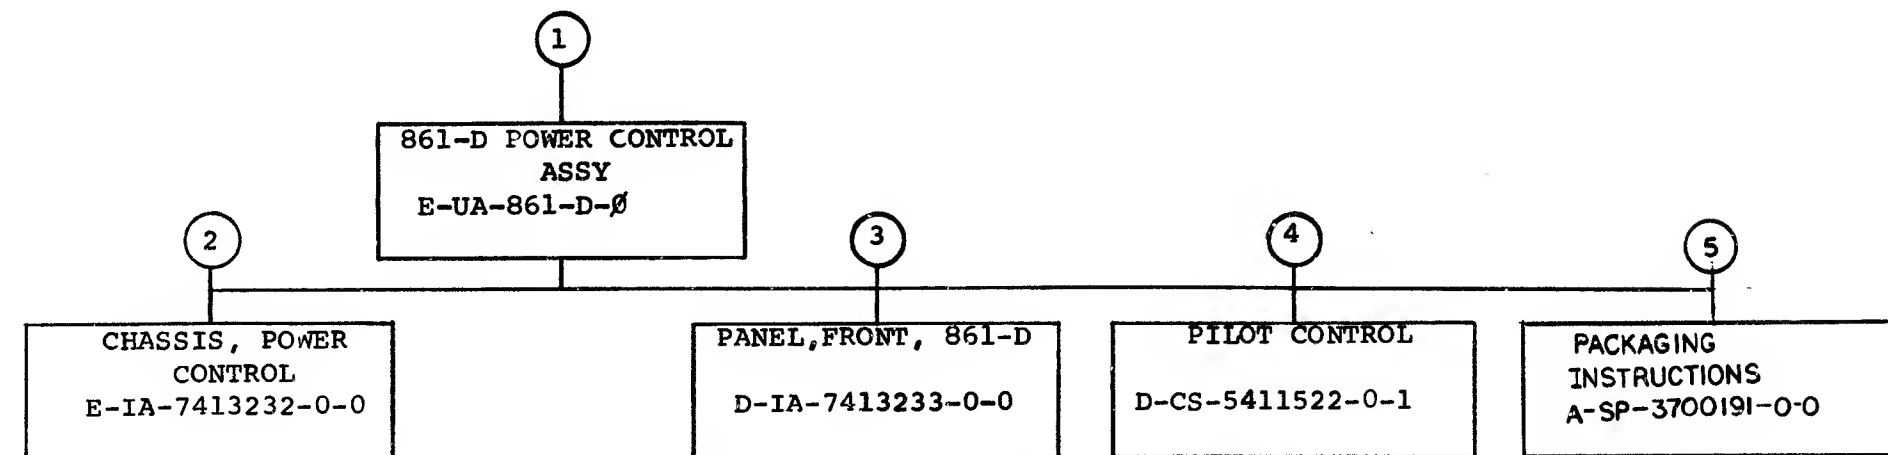 1
861-D POWER CONTROL
ASSY
E-UA-861-D-Ø
2
3
4
5
CHASSIS, POWER
CONTROL
E-IA-7413232-0-0
PANEL,FRONT, 861-D
D-IA-7413233-0-0
PILOT CONTROL
D-CS-5411522-0-1
PACKAGING
INSTRUCTIONS
A-SP-3700191-0-0